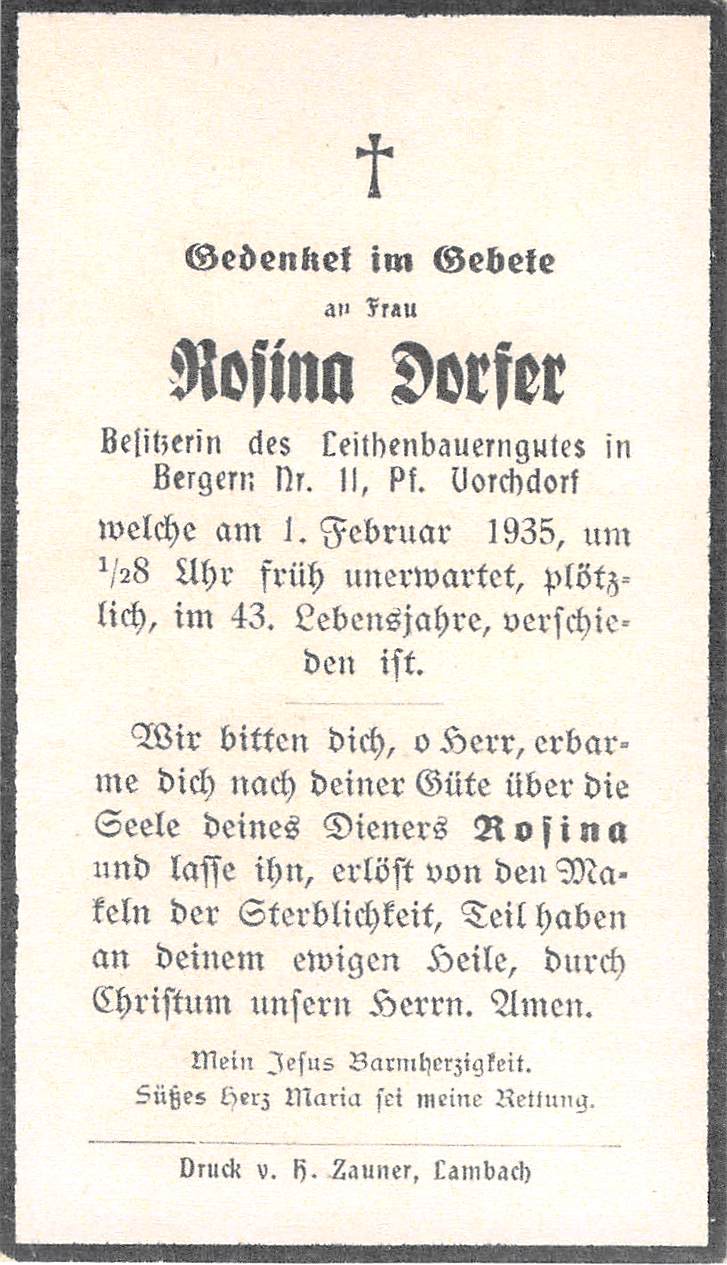 Gedenket im Gebete
an Frau
Rosina Dorfer
Besitzerin des Leithenbauerngutes in
Bergern Nr. 11, Pf. Vorchdorf
welche am 1. Februar 1935, um
1/28 Uhr früh unerwartet, plötz-
lich, im 43. Lebensjahre, verschie-
den ist.
Wir bitten dich, o Herr, erbar-
me dich nach deiner Güte über die
Seele deines Dieners Rosina
und lasse ihn, erlöst von den Ma-
keln der Sterblichkeit, Teil haben
an deinem ewigen Heile, durch
Christum unsern Herrn. Amen.
Mein Jesus Barmherzigkeit.
Süßes Herz Maria sei meine Rettung.
Druck v. H. Zauner, Lambach